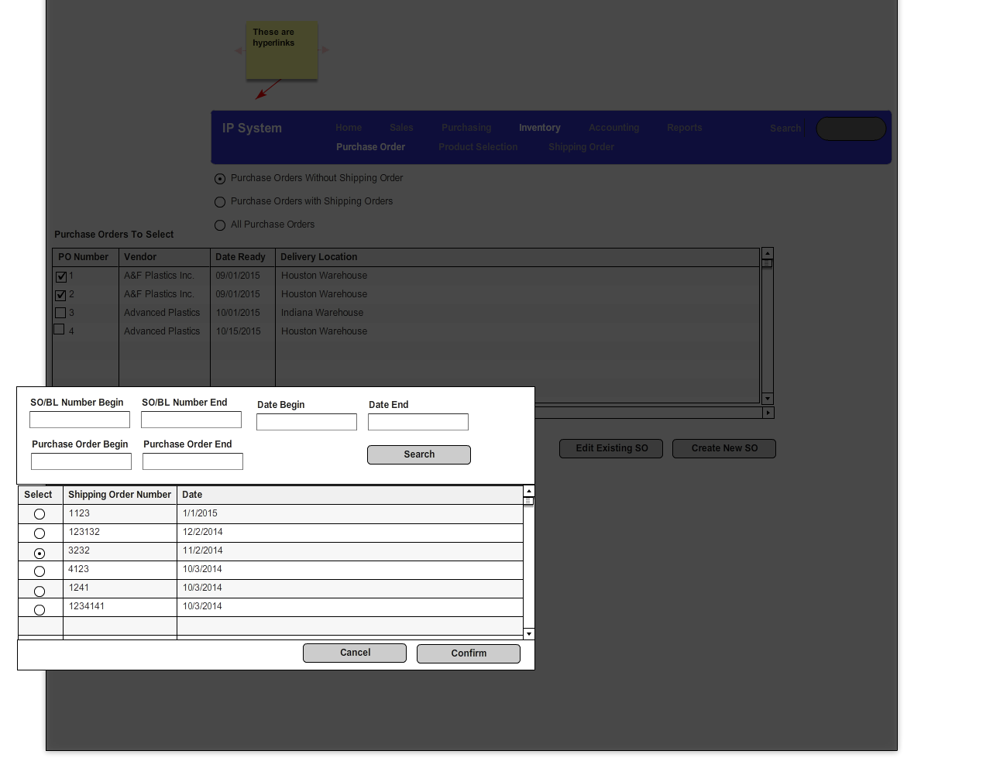 These are
hyperlinks
IP System Home Sales Purchasing Inventory Accounting Reports Search
Purchase Order Product Selection Shipping Order
Purchase Orders Without Shipping Order
Purchase Orders with Shipping Orders
All Purchase Orders
Purchase Orders To Select
PO Number Vendor Date Ready Delivery Location
1 A&F Plastics Inc. 09/01/2015 Houston Warehouse
2 A&F Plastics Inc. 09/01/2015 Houston Warehouse
3 Advanced Plastics 10/01/2015 Indiana Warehouse
4 Advanced Plastics 10/15/2015 Houston Warehouse
SO/BL Number Begin SO/BL Number End Date Begin Date End
Purchase Order Begin Purchase Order End
Search
Edit Existing SO Create New SO
Select Shipping Order Number Date
1123 1/1/2015
123132 12/2/2014
3232 11/2/2014
4123 10/3/2014
1241 10/3/2014
1234141 10/3/2014
Cancel Confirm